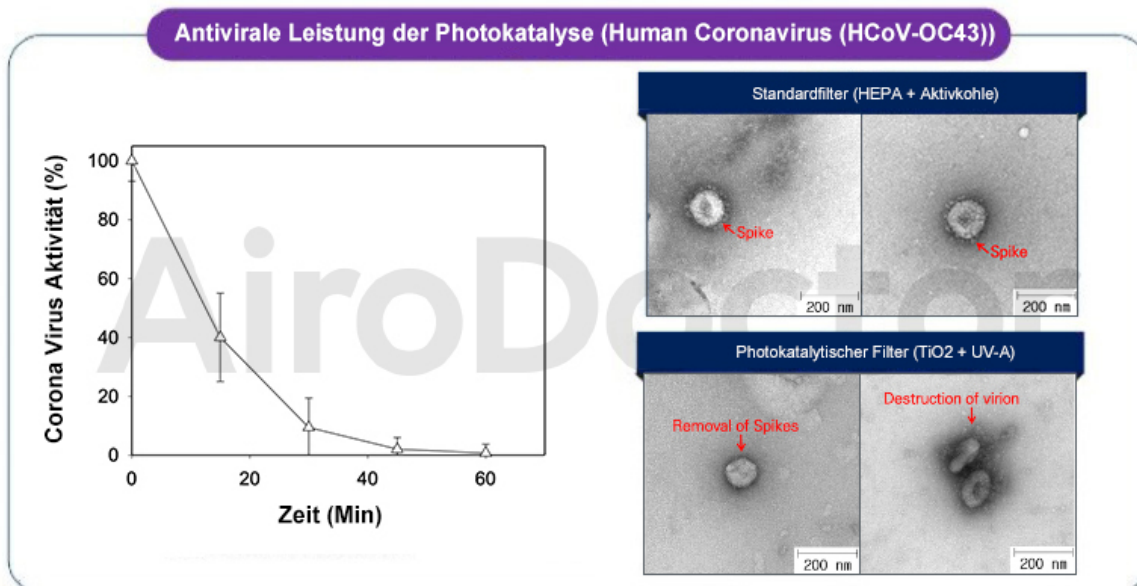 Antivirale Leistung der Photokatalyse (Human Coronavirus (HCoV-OC43))
Corona Virus Aktivität (%)
100
80
60
40
20
0
0
20
40
60
Zeit (Min)
AiroDoctor
Standardfilter (HEPA + Aktivkohle)
Spike
200 nm
Spike
200 nm
Photokatalytischer Filter (TiO2 + UV-A)
Removal of Spikes
200 nm
Destruction of virion
200 nm